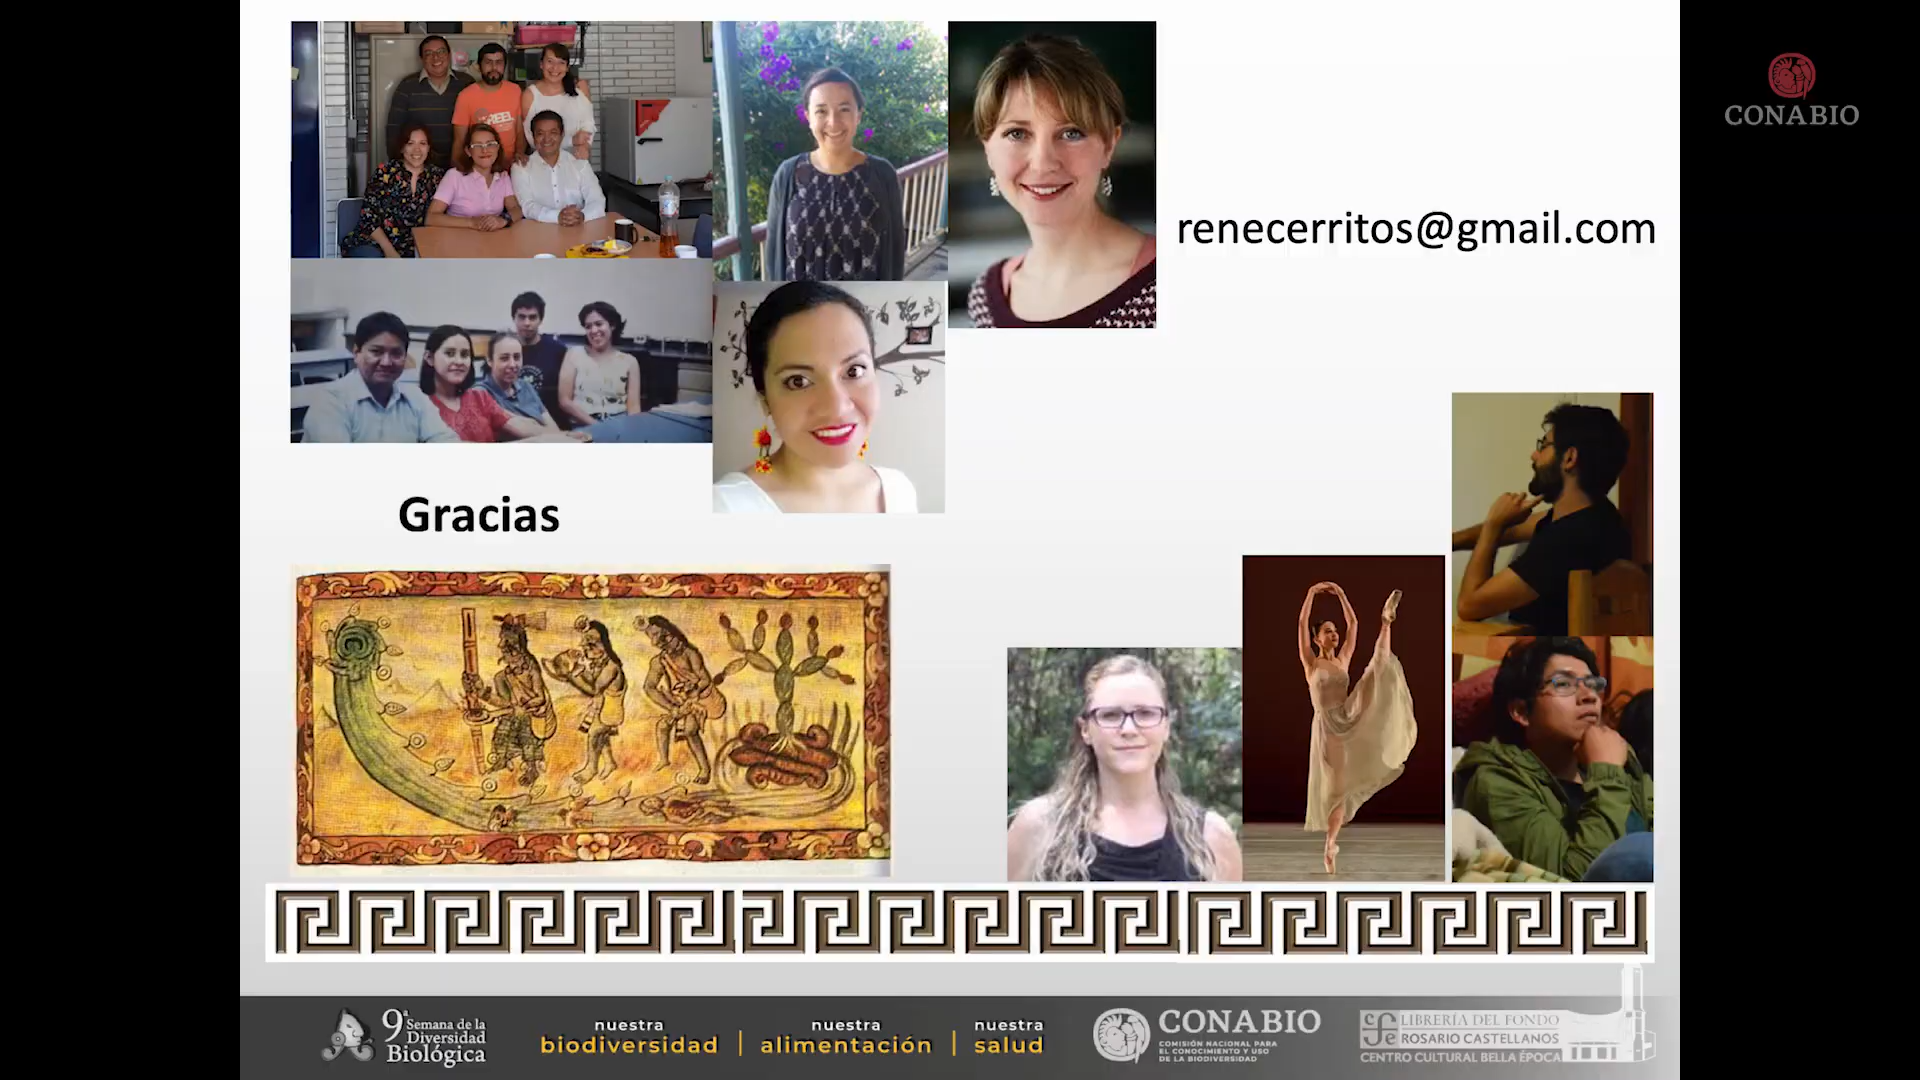 CONABIO
renecerritos@gmail.com
REEL
Gracias
9ª Semana de la
Diversidad
Biológica
nuestra
biodiversidad
nuestra
alimentación
nuestra
salud
CONABIO
COMISIÓN NACIONAL PARA
EL CONOCIMIENTO Y USO
DE LA BIODIVERSIDAD
LIBRERÍA DEL FONDO
ROSARIO CASTELLANOS
CENTRO CULTURAL BELLA ÉPOCA